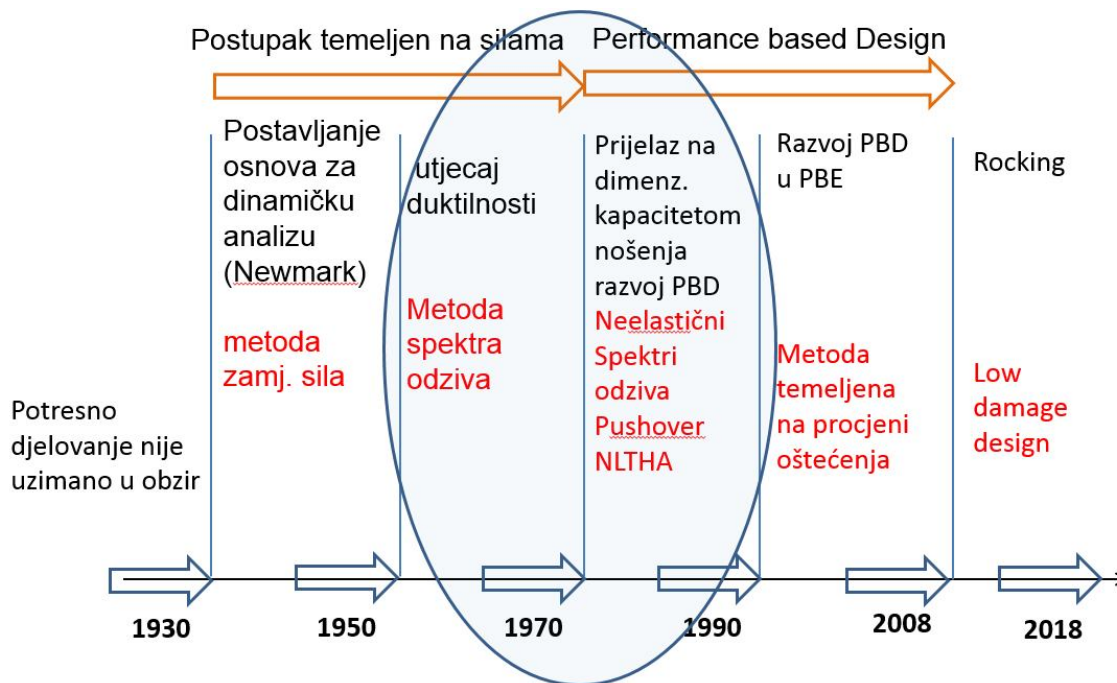 Postupak temeljen na silama
Performance based Design
Potresno
djelovanje nije
uzimano u obzir
Postavljanje
osnova za
dinamičku
analizu
(Newmark)
metoda
zamj. sila
utjecaj
duktilnosti
Metoda
spektra
odziva
Prijelaz na
dimenz.
kapacitetom
nošenja
razvoj PBD
Neelastični
Spektri
odziva
Pushover
NLTHA
Razvoj PBD
u PBE
Metoda
temeljena
na procjeni
oštećenja
Rocking
Low
damage
design
1930
1950
1970
1990
2008
2018